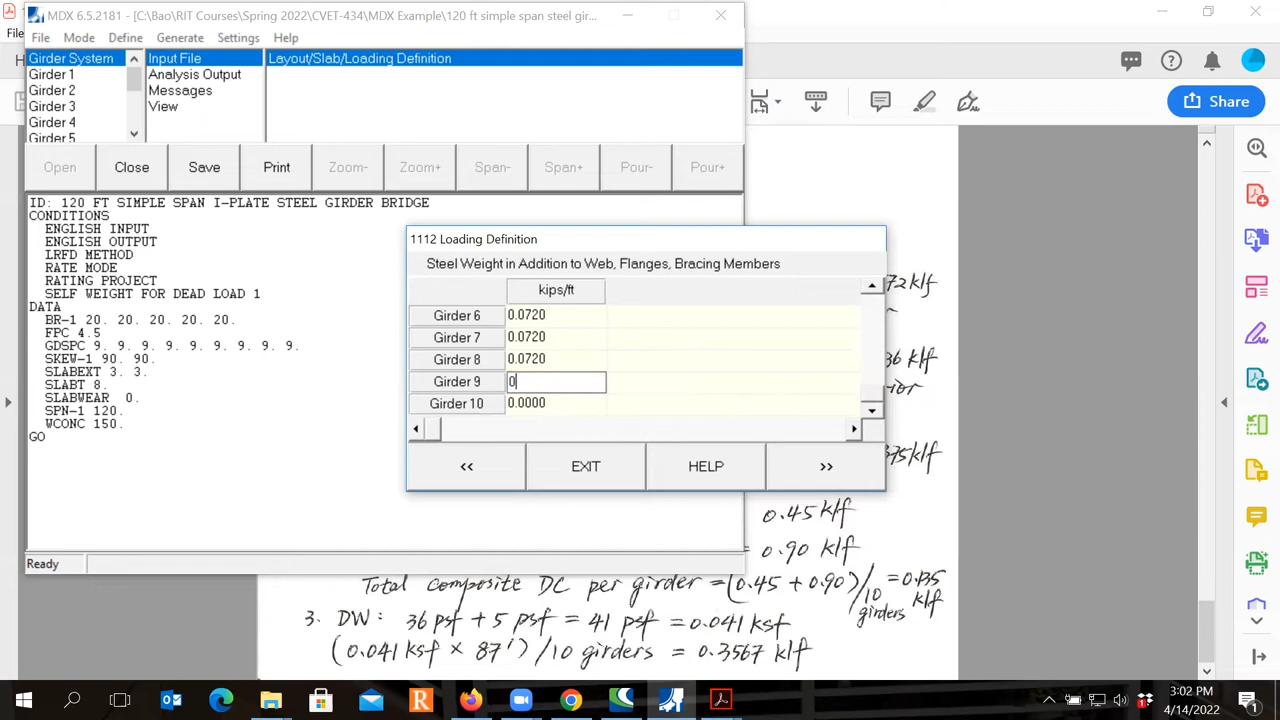 MDX 6.5.2181 - [C:\Bao\RIT Courses\Spring 2022\CVET-434\MDX Example\120 ft simple span steel gir...
File Mode Define Generate Settings Help
Girder System
Girder 1
Girder 2
Girder 3
Girder 4
Girder 5
Input File
Analysis Output
Messages
View
Layout/Slab/Loading Definition
Open Close Save Print Zoom- Zoom+ Span- Span+ Pour- Pour+
ID: 120 FT SIMPLE SPAN I-PLATE STEEL GIRDER BRIDGE
CONDITIONS
ENGLISH INPUT
ENGLISH OUTPUT
LRFD METHOD
RATE MODE
RATING PROJECT
SELF WEIGHT FOR DEAD LOAD 1
DATA
BR-1 20. 20. 20. 20. 20.
FPC 4.5
GDSPC 9. 9. 9. 9. 9. 9. 9. 9. 9.
SKEW-1 90. 90.
SLABEXT 3. 3.
SLABT 8.
SLABWEAR 0.
SPN-1 120.
WCONC 150.
GO
Ready
1112 Loading Definition
Steel Weight in Addition to Web, Flanges, Bracing Members
kips/ft
Girder 6 0.0720
Girder 7 0.0720
Girder 8 0.0720
Girder 9 0
Girder 10 0.0000
<< EXIT HELP >>
Share
72 klf
36 klf
375 klf
0.45 klf
= 0.90 klf
Total composite DC per girder = (0.45 + 0.90)/10 girders = 0.135 klf
3. DW: 36 psf + 5 psf = 41 psf = 0.041 ksf
(0.041 ksf × 87')/10 girders = 0.3567 klf
3:02 PM
4/14/2022